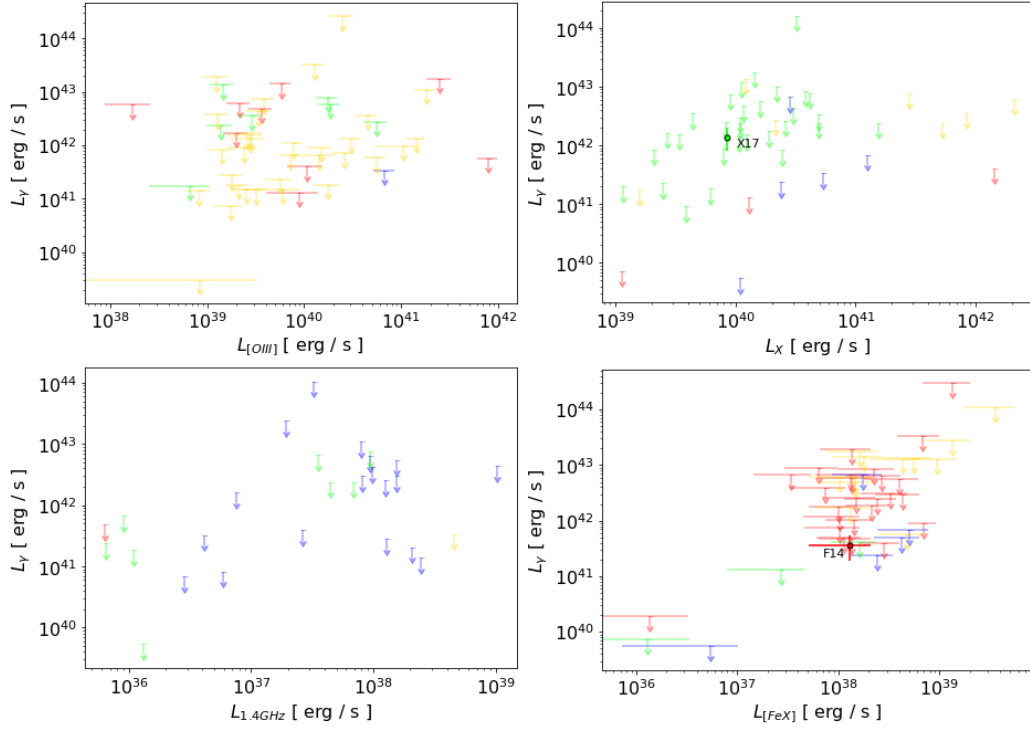 10^44
10^43
10^42
10^41
10^40
L_γ [ erg / s ]
10^38 10^39 10^40 10^41 10^42
L_[OIII] [ erg / s ]
10^44
10^43
10^42
10^41
10^40
L_γ [ erg / s ]
X17
10^39 10^40 10^41 10^42
L_X [ erg / s ]
10^44
10^43
10^42
10^41
10^40
L_γ [ erg / s ]
10^36 10^37 10^38 10^39
L_1.4GHz [ erg / s ]
10^44
10^43
10^42
10^41
10^40
L_γ [ erg / s ]
F14
10^36 10^37 10^38 10^39
L_[FeX] [ erg / s ]